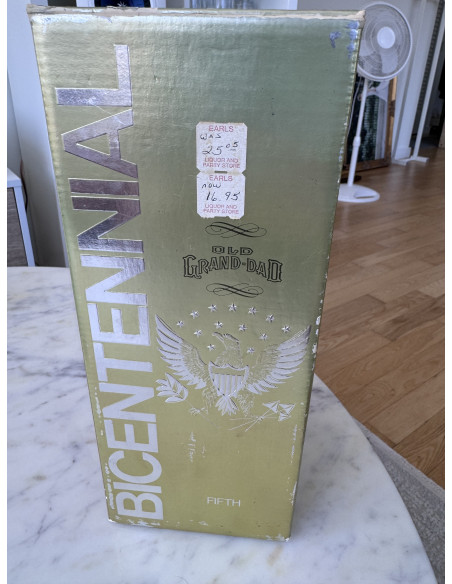 BICENTENNIAL
EARLS
was
25.05
LIQUOR AND
PARTY STORE
EARLS
now
16.95
LIQUOR AND
PARTY STORE
OLD
GRAND-DAD
FIFTH